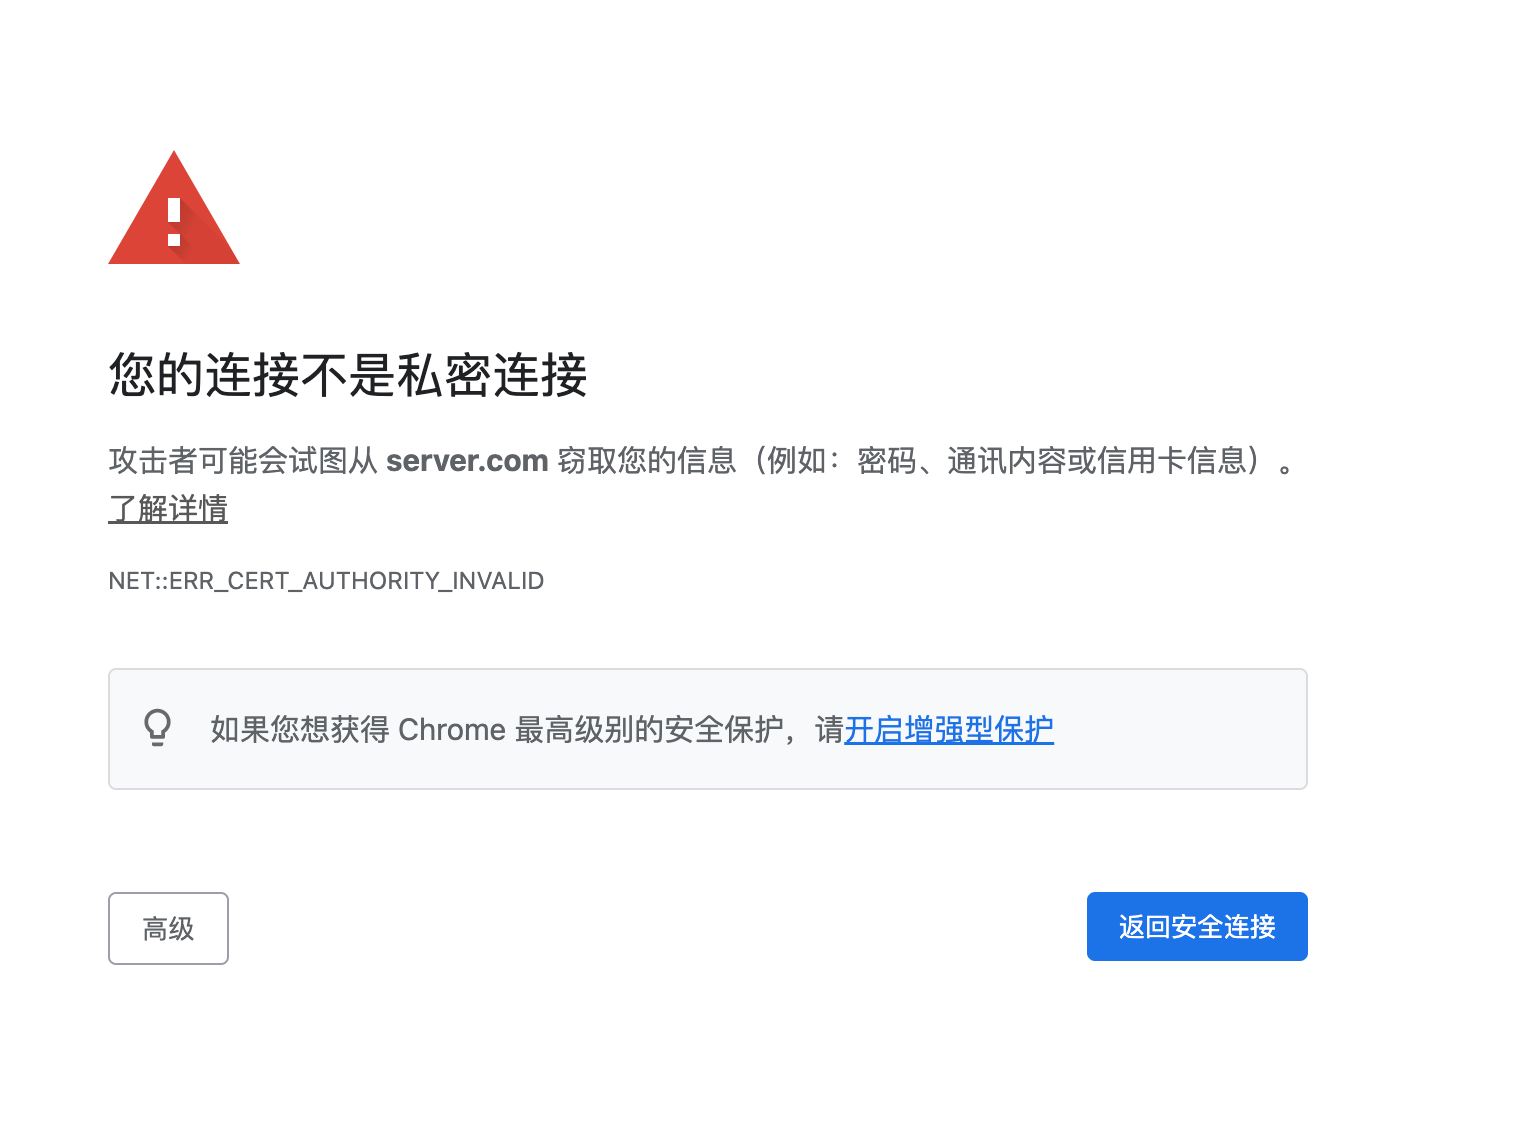 您的连接不是私密连接
攻击者可能会试图从 server.com 窃取您的信息（例如：密码、通讯内容或信用卡信息）。
了解详情
NET::ERR_CERT_AUTHORITY_INVALID
如果您想获得 Chrome 最高级别的安全保护，请开启增强型保护
高级
返回安全连接